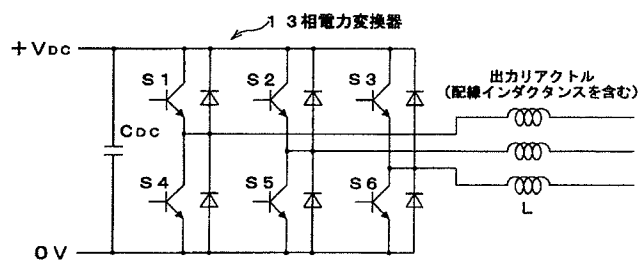 １ ３相電力変換器
＋VDC
S1
S2
S3
出力リアクトル
(配線インダクタンスを含む)
CDC
S4
S5
S6
L
0V